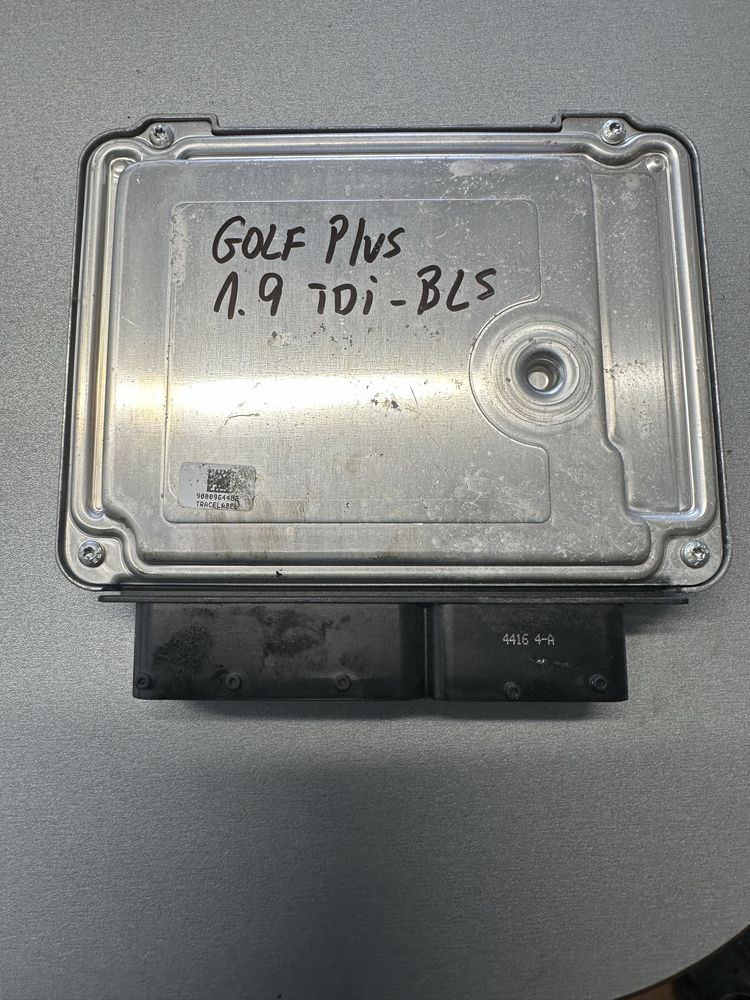 GOLF Plus
1.9 TDi-BLS
TRACELABEL
4416 4-A